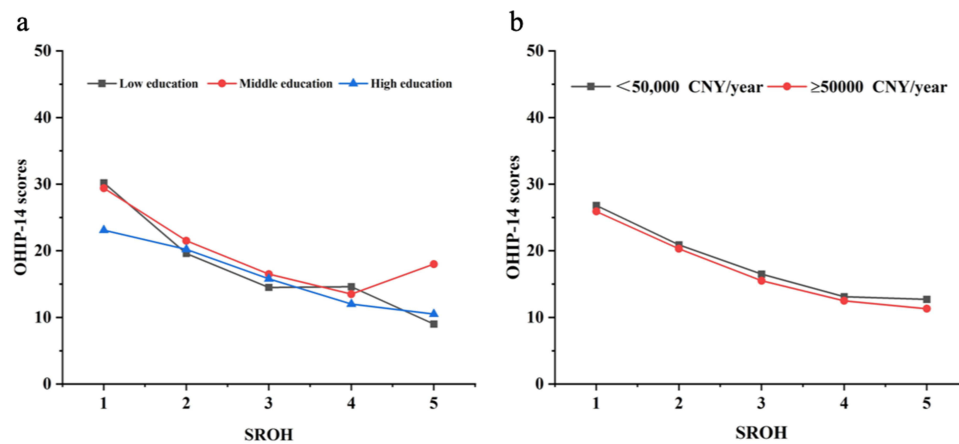 a
50
40
30
20
10
0
OHIP-14 scores
Low education Middle education High education
1 2 3 4 5
SROH
b
50
40
30
20
10
0
OHIP-14 scores
<50,000 CNY/year ≥50000 CNY/year
1 2 3 4 5
SROH